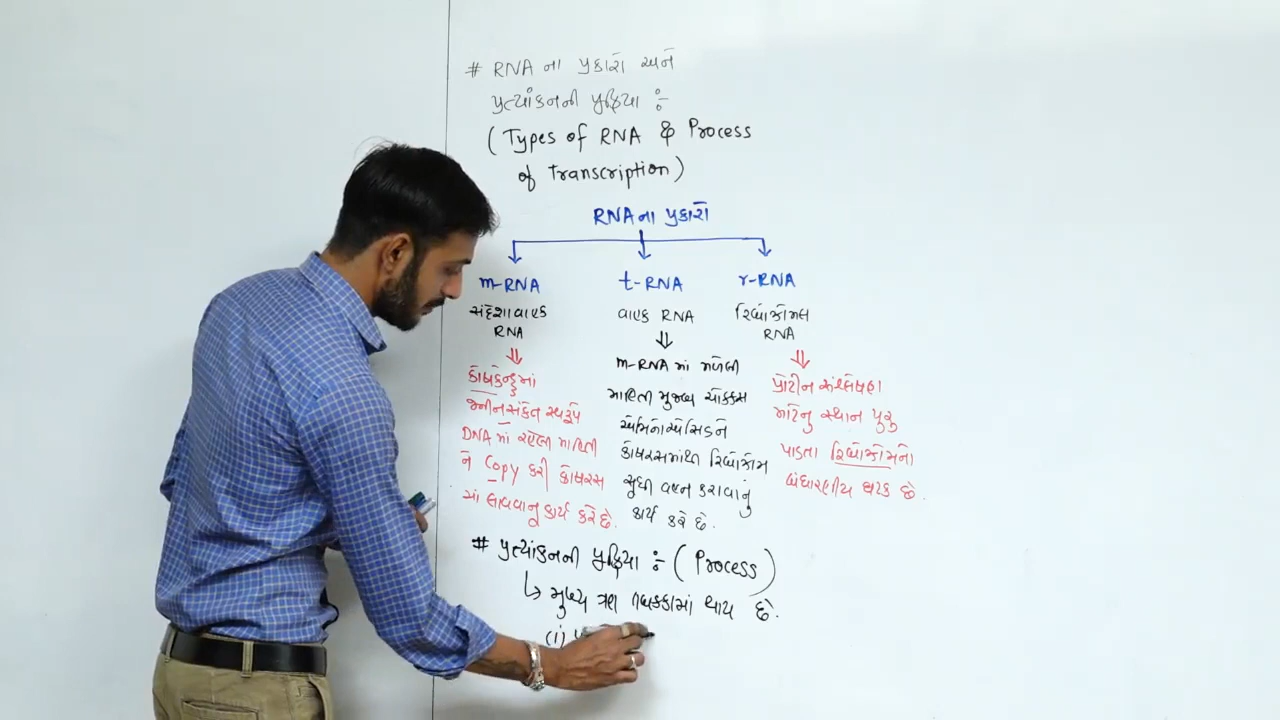 # RNA ના પ્રકારો અને
પ્રત્યાંકનની પ્રક્રિયા :-
(Types of RNA & Process
of transcription)
RNA ના પ્રકારો
m-RNA
સંદેશાવાહક
RNA
કોષકેન્દ્રમાં
જનીનસંકેત સ્વરૂપે
DNA માં રહેલી માહિતી
ને Copy કરી કોષરસ
માં લાવવાનું કાર્ય કરે છે.
t-RNA
વાહક RNA
m-RNA માં મળેલી
માહિતી મુજબ ચોક્કસ
એમિનોએસિડને
કોષરસમાંથી રિબોઝોમ
સુધી વહન કરાવાનું
કાર્ય કરે છે.
r-RNA
રિબોઝોમલ
RNA
પ્રોટીન સંશ્લેષણ
માટેનું સ્થાન પુરુ
પાડતા રિબોઝોમનો
બંધારણીય ઘટક છે.
# પ્રત્યાંકનની પ્રક્રિયા :- (Process)
↳ મુખ્ય ત્રણ તબક્કામાં થાય છે.
(i)